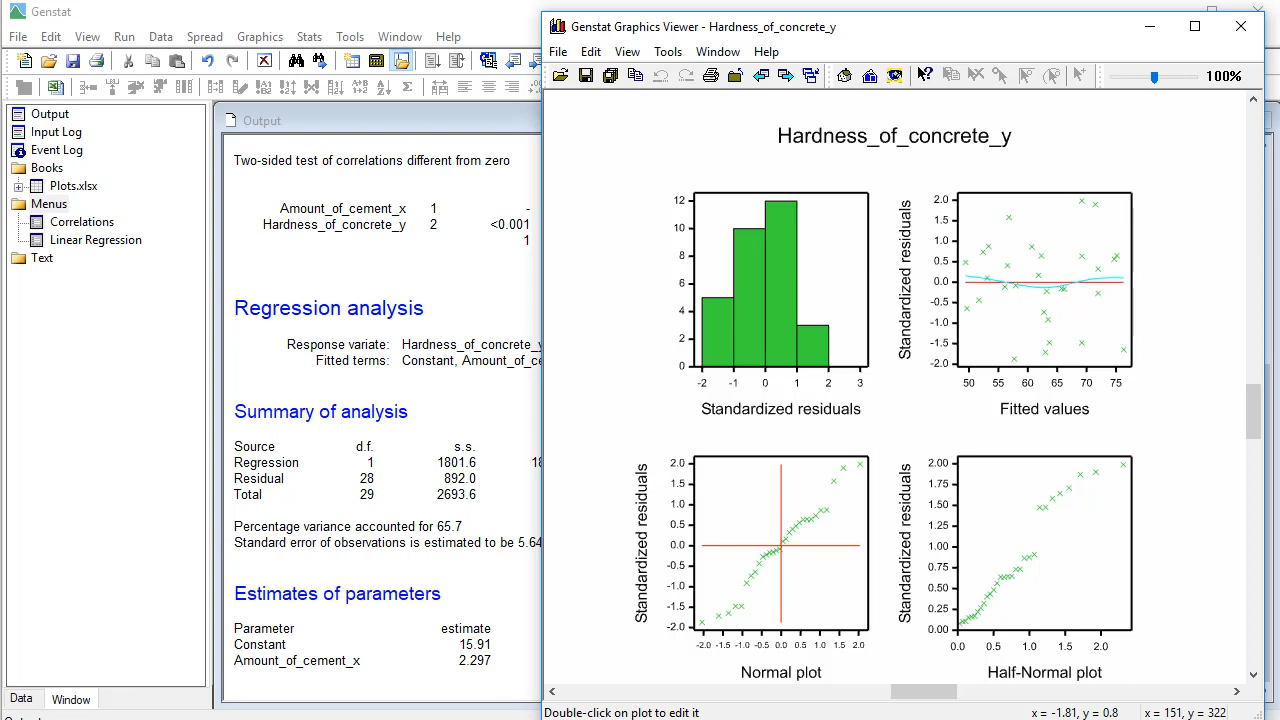 Genstat
File Edit View Run Data Spread Graphics Stats Tools Window Help
Output
Input Log
Event Log
Books
Plots.xlsx
Menus
Correlations
Linear Regression
Text
Data Window
Output
Two-sided test of correlations different from zero
Amount_of_cement_x 1 -
Hardness_of_concrete_y 2 <0.001
1
Regression analysis
Response variate: Hardness_of_concrete_y
Fitted terms: Constant, Amount_of_ce
Summary of analysis
Source d.f. s.s.
Regression 1 1801.6 18
Residual 28 892.0
Total 29 2693.6
Percentage variance accounted for 65.7
Standard error of observations is estimated to be 5.64
Estimates of parameters
Parameter estimate
Constant 15.91
Amount_of_cement_x 2.297
Genstat Graphics Viewer - Hardness_of_concrete_y
File Edit View Tools Window Help
100%
Hardness_of_concrete_y
12
10
8
6
4
2
0
-2 -1 0 1 2 3
Standardized residuals
Standardized residuals
2.0
1.5
1.0
0.5
0.0
-0.5
-1.0
-1.5
-2.0
50 55 60 65 70 75
Fitted values
Standardized residuals
2.0
1.5
1.0
0.5
0.0
-0.5
-1.0
-1.5
-2.0
-2.0 -1.5 -1.0 -0.5 0.0 0.5 1.0 1.5 2.0
Normal plot
Standardized residuals
2.00
1.75
1.50
1.25
1.00
0.75
0.50
0.25
0.00
0.0 0.5 1.0 1.5 2.0
Half-Normal plot
Double-click on plot to edit it x = -1.81, y = 0.8 x = 151, y = 322